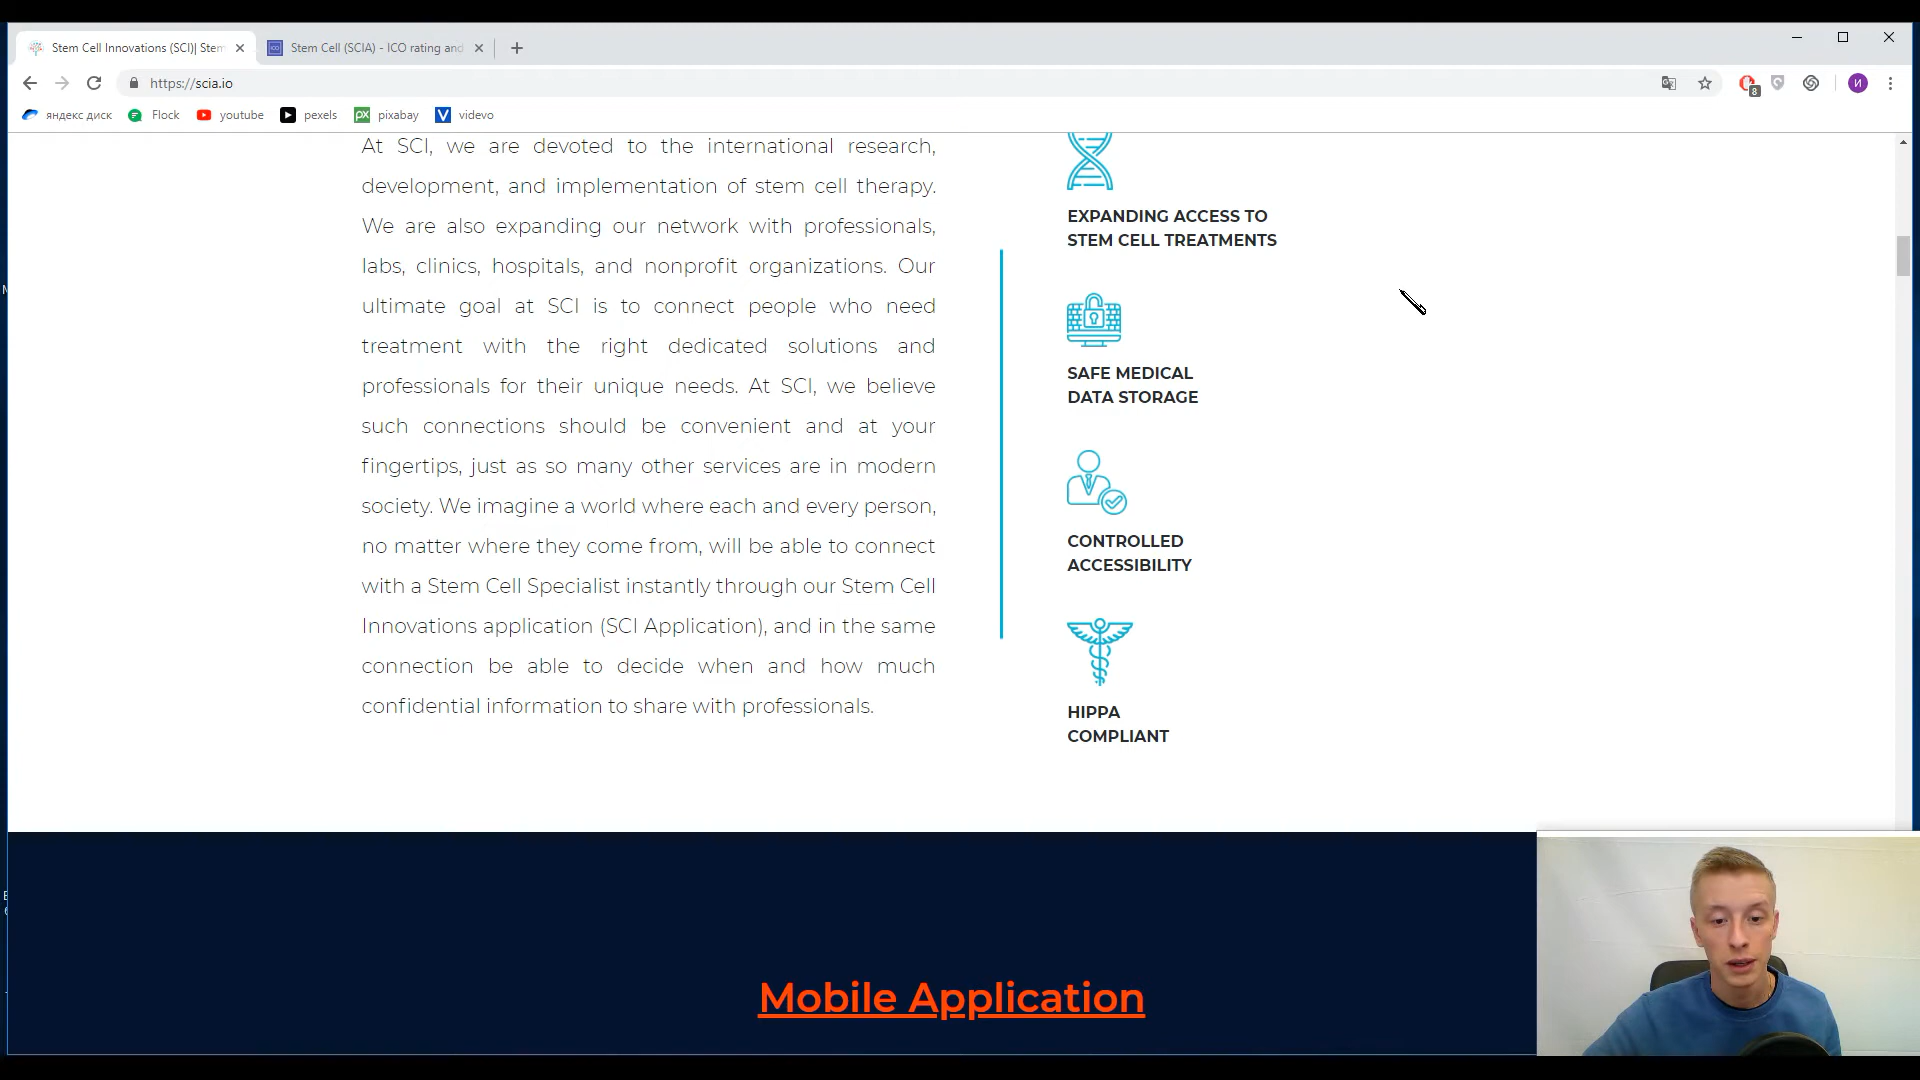 Stem Cell Innovations (SCI)| Stem
Stem Cell (SCIA) - ICO rating and
https://scia.io
8
И
яндекс диск
Flock
youtube
pexels
px pixabay
V videvo
At SCI, we are devoted to the international research,
development, and implementation of stem cell therapy.
We are also expanding our network with professionals,
labs, clinics, hospitals, and nonprofit organizations. Our
ultimate goal at SCI is to connect people who need
treatment with the right dedicated solutions and
professionals for their unique needs. At SCI, we believe
such connections should be convenient and at your
fingertips, just as so many other services are in modern
society. We imagine a world where each and every person,
no matter where they come from, will be able to connect
with a Stem Cell Specialist instantly through our Stem Cell
Innovations application (SCI Application), and in the same
connection be able to decide when and how much
confidential information to share with professionals.
EXPANDING ACCESS TO
STEM CELL TREATMENTS
SAFE MEDICAL
DATA STORAGE
CONTROLLED
ACCESSIBILITY
HIPPA
COMPLIANT
Mobile Application